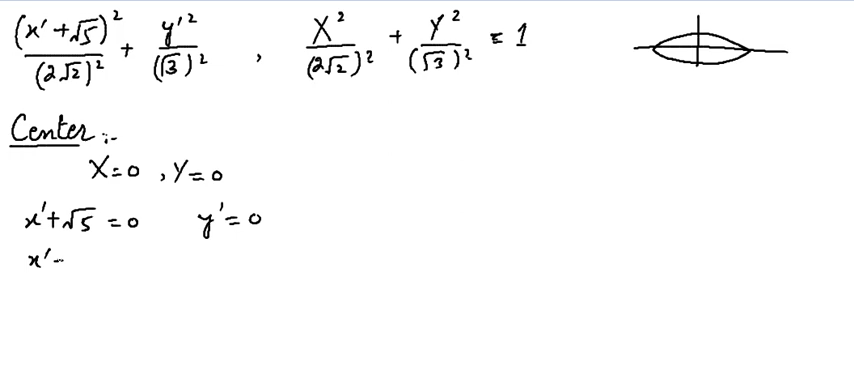 (x′ + √5)²/(2√2)² + y′²/(√3)² , X²/(2√2)² + Y²/(√3)² = 1
Center :-
X = 0 , Y = 0
x′ + √5 = 0 y′ = 0
x′ -